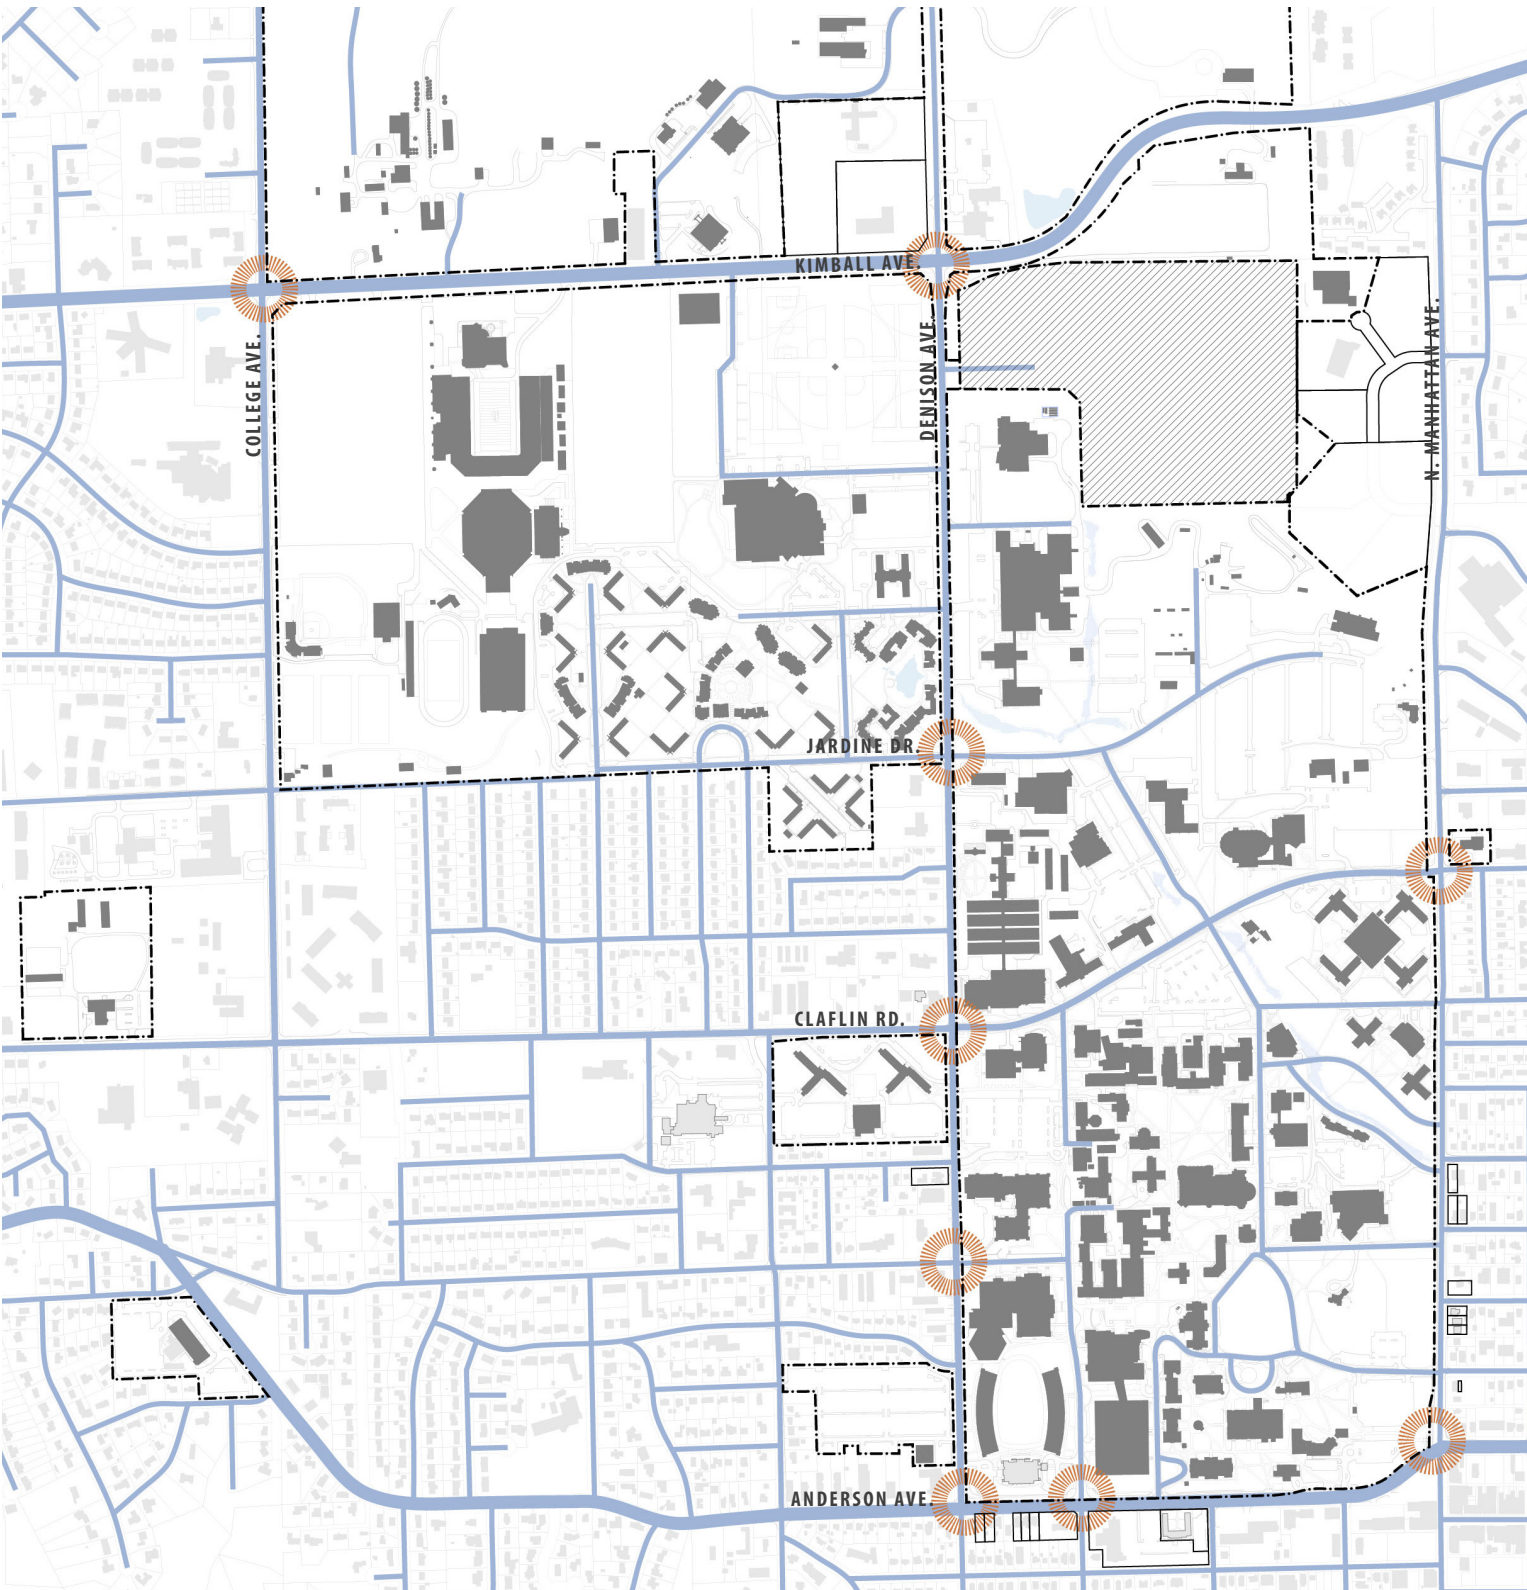 KIMBALL AVE.
COLLEGE AVE.
DENISON AVE.
N. MANHATTAN AVE.
JARDINE DR.
CLAFLIN RD.
ANDERSON AVE.